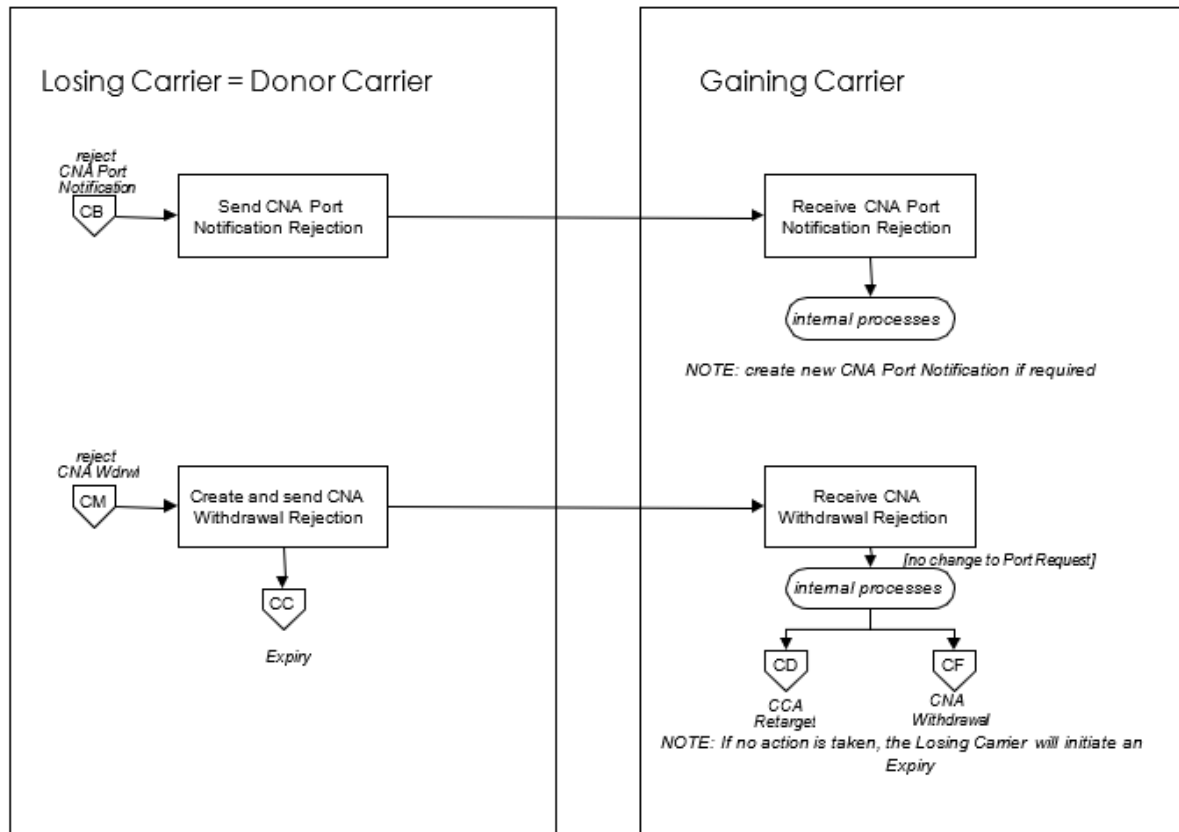 Losing Carrier = Donor Carrier
Gaining Carrier
reject
CNA Port
Notification
CB
Send CNA Port
Notification Rejection
Receive CNA Port
Notification Rejection
internal processes
NOTE: create new CNA Port Notification if required
reject
CNA Wdrwl
CM
Create and send CNA
Withdrawal Rejection
Receive CNA
Withdrawal Rejection
[no change to Port Request]
internal processes
CC
Expiry
CD
CF
CCA
Retarget
CNA
Withdrawal
NOTE: If no action is taken, the Losing Carrier will initiate an
Expiry